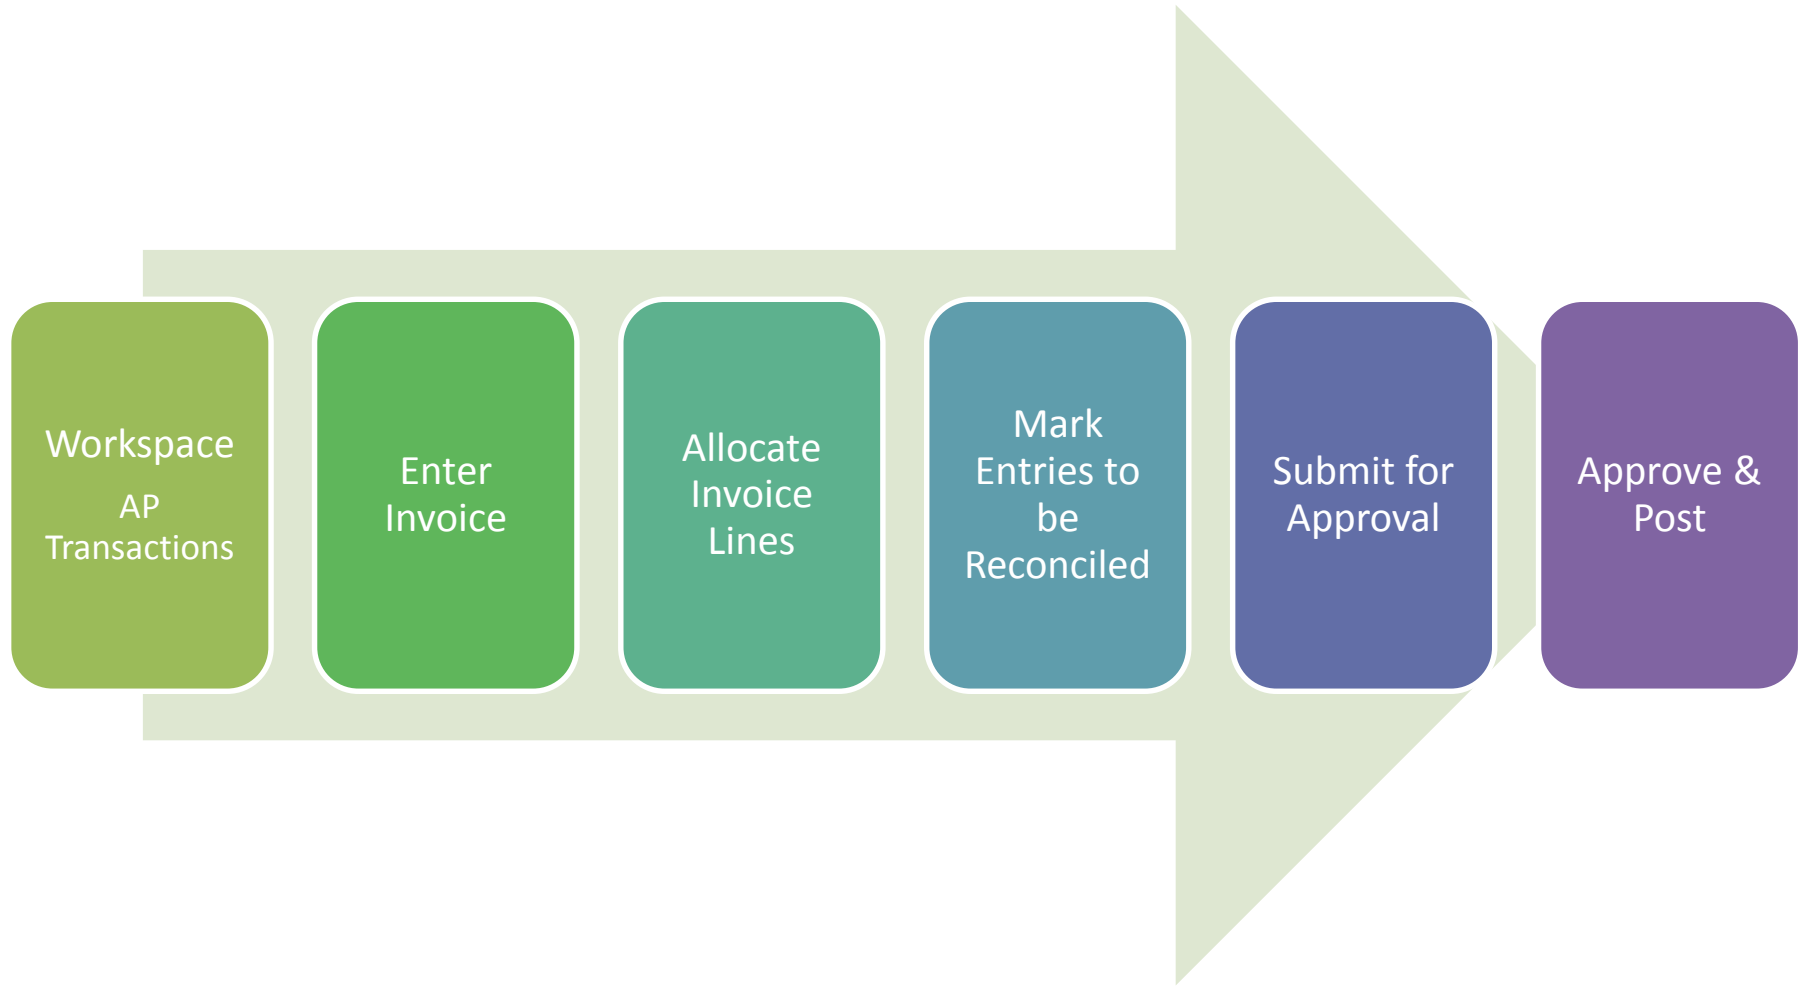 Workspace
AP
Transactions
Enter
Invoice
Allocate
Invoice
Lines
Mark
Entries to
be
Reconciled
Submit for
Approval
Approve &
Post